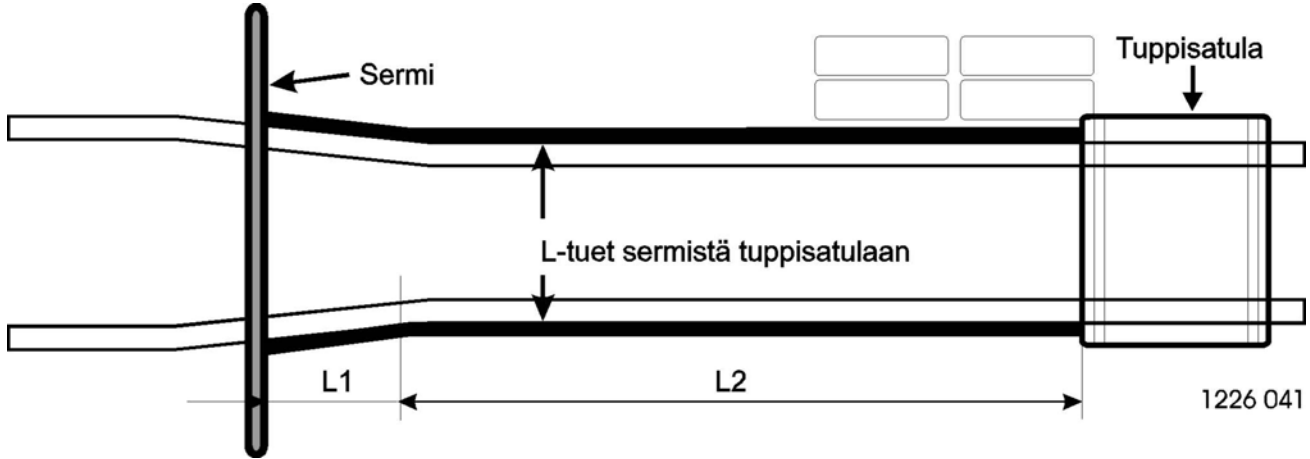 Tuppisatula
Sermi
L-tuet sermistä tuppisatulaan
L1
L2
1226 041